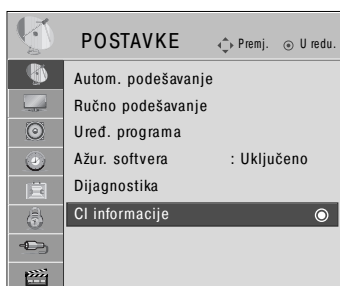 POSTAVKE Premj. U redu.
Autom. podešavanje
Ručno podešavanje
Uređ. programa
Ažur. softvera : Uključeno
Dijagnostika
CI informacije